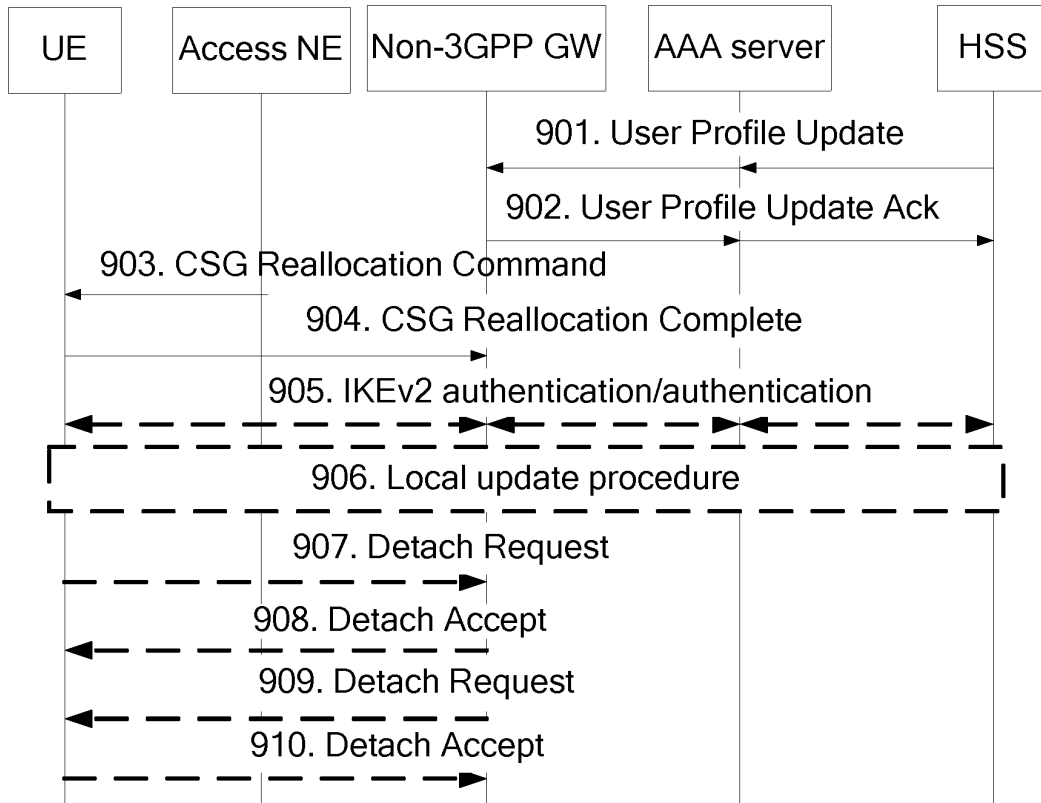 UE Access NE Non-3GPP GW AAA server HSS
901. User Profile Update
902. User Profile Update Ack
903. CSG Reallocation Command
904. CSG Reallocation Complete
905. IKEv2 authentication/authentication
906. Local update procedure
907. Detach Request
908. Detach Accept
909. Detach Request
910. Detach Accept